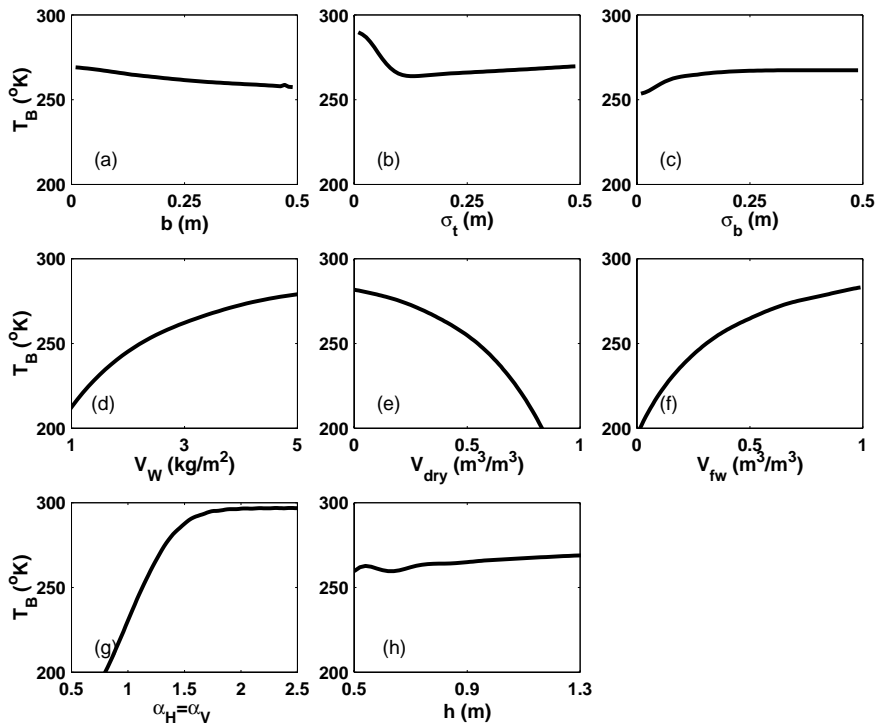 300
250
200
T_B (°K)
(a)
0 0.25 0.5
b (m)
300
250
200
(b)
0 0.25 0.5
σ_t (m)
300
250
200
(c)
0 0.25 0.5
σ_b (m)
300
250
200
T_B (°K)
(d)
1 3 5
V_W (kg/m²)
300
250
200
(e)
0 0.5 1
V_dry (m³/m³)
300
250
200
(f)
0 0.5 1
V_fw (m³/m³)
300
250
200
T_B (°K)
(g)
0.5 1 1.5 2 2.5
α_H=α_V
300
250
200
(h)
0.5 0.9 1.3
h (m)